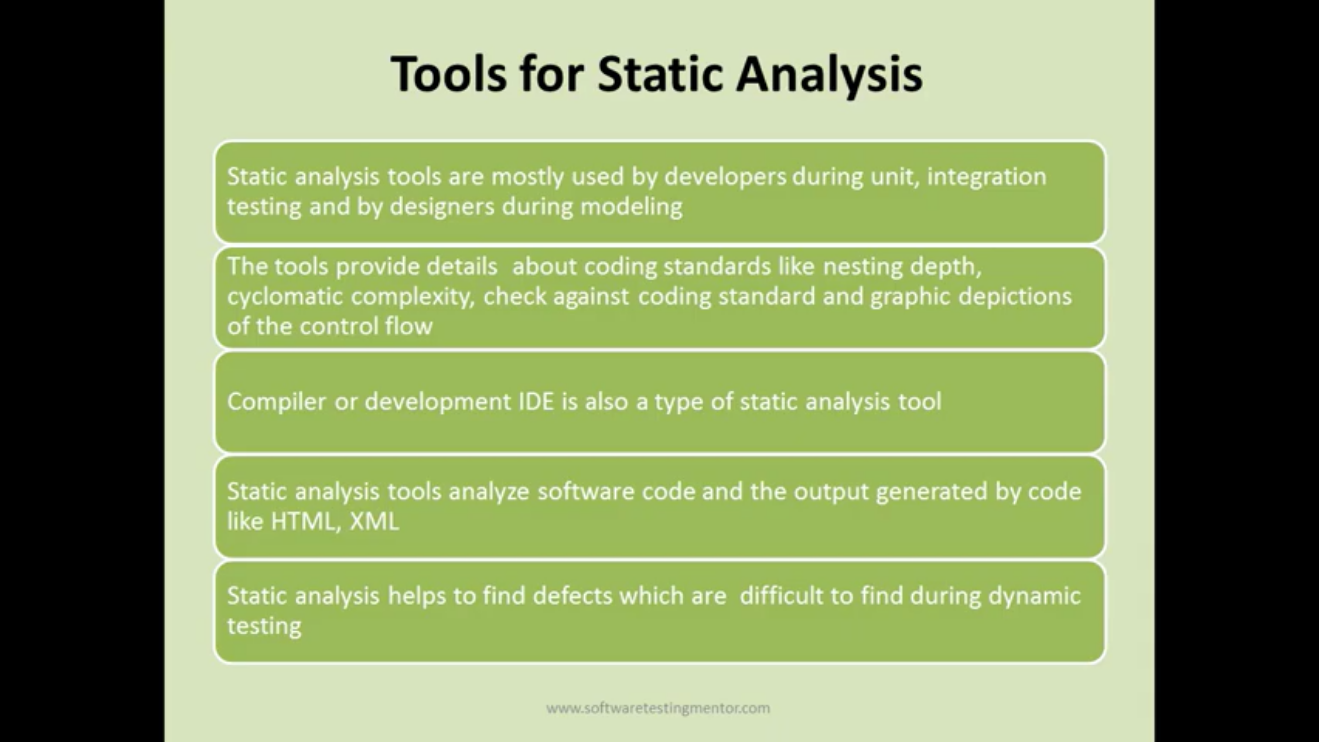 Tools for Static Analysis
Static analysis tools are mostly used by developers during unit, integration
testing and by designers during modeling
The tools provide details  about coding standards like nesting depth,
cyclomatic complexity, check against coding standard and graphic depictions
of the control flow
Compiler or development IDE is also a type of static analysis tool
Static analysis tools analyze software code and the output generated by code
like HTML, XML
Static analysis helps to find defects which are  difficult to find during dynamic
testing
www.softwaretestingmentor.com